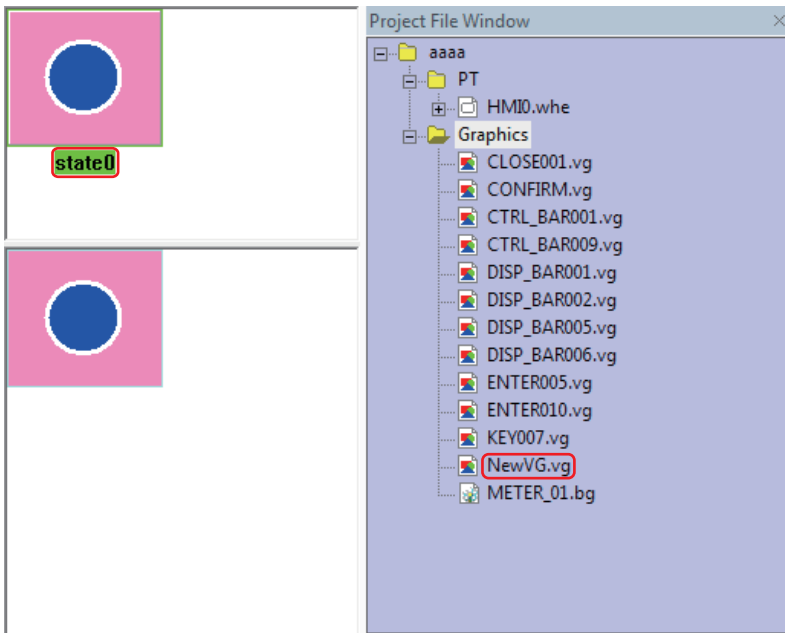 state0
Project File Window
aaaa
PT
HMI0.whe
Graphics
CLOSE001.vg
CONFIRM.vg
CTRL_BAR001.vg
CTRL_BAR009.vg
DISP_BAR001.vg
DISP_BAR002.vg
DISP_BAR005.vg
DISP_BAR006.vg
ENTER005.vg
ENTER010.vg
KEY007.vg
NewVG.vg
METER_01.bg